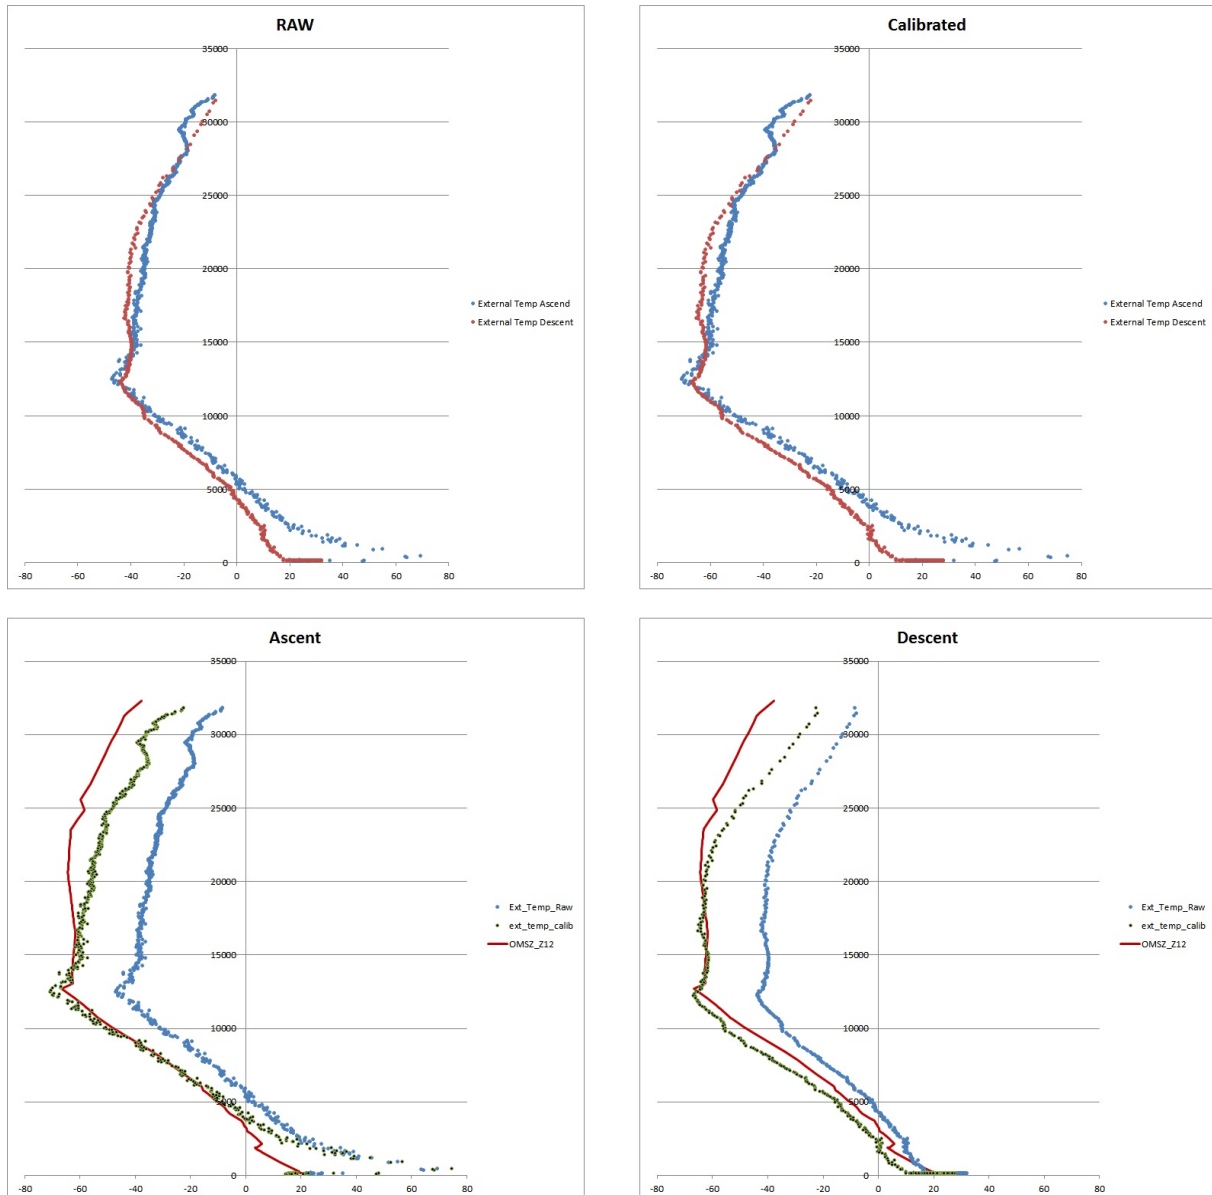 RAW
35000
30000
25000
20000
15000
10000
5000
0
-80 -60 -40 -20 0 20 40 60 80
External Temp Ascend
External Temp Descent
Calibrated
35000
30000
25000
20000
15000
10000
5000
0
-80 -60 -40 -20 0 20 40 60 80
External Temp Ascend
External Temp Descent
Ascent
35000
30000
25000
20000
15000
10000
5000
0
-80 -60 -40 -20 0 20 40 60 80
Ext_Temp_Raw
ext_temp_calib
OMSZ_Z12
Descent
35000
30000
25000
20000
15000
10000
5000
0
-80 -60 -40 -20 0 20 40 60 80
Ext_Temp_Raw
ext_temp_calib
OMSZ_Z12